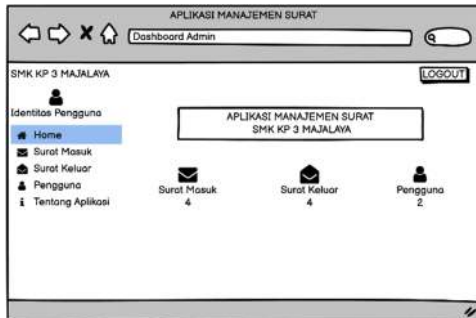 APLIKASI MANAJEMEN SURAT
Dashboard Admin
SMK KP 3 MAJALAYA
LOGOUT
Identitas Pengguna
Home
Surat Masuk
Surat Keluar
Pengguna
Tentang Aplikasi
APLIKASI MANAJEMEN SURAT
SMK KP 3 MAJALAYA
Surat Masuk
4
Surat Keluar
4
Pengguna
2